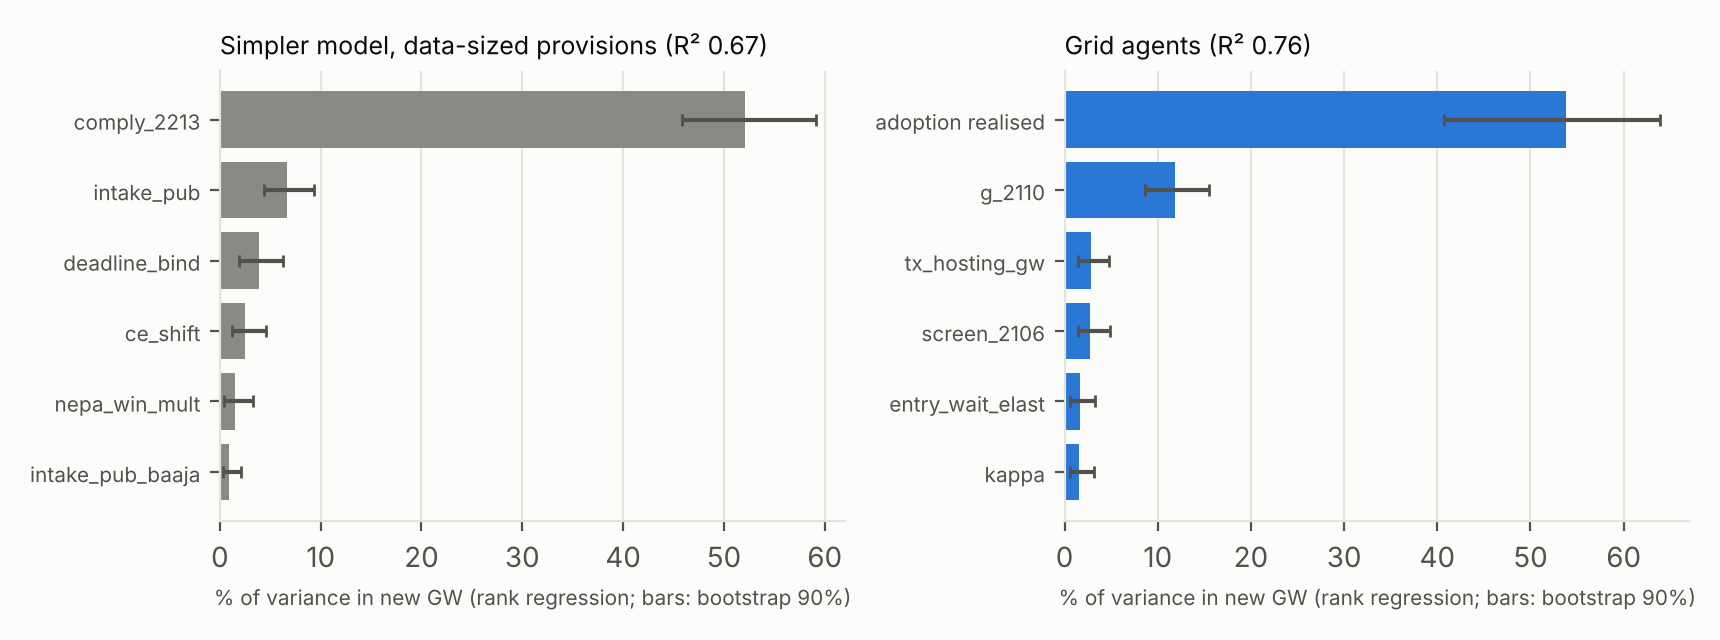 Simpler model, data-sized provisions (R² 0.67)
comply_2213
intake_pub
deadline_bind
ce_shift
nepa_win_mult
intake_pub_baaja
0 10 20 30 40 50 60
% of variance in new GW (rank regression; bars: bootstrap 90%)
Grid agents (R² 0.76)
adoption realised
g_2110
tx_hosting_gw
screen_2106
entry_wait_elast
kappa
0 10 20 30 40 50 60
% of variance in new GW (rank regression; bars: bootstrap 90%)